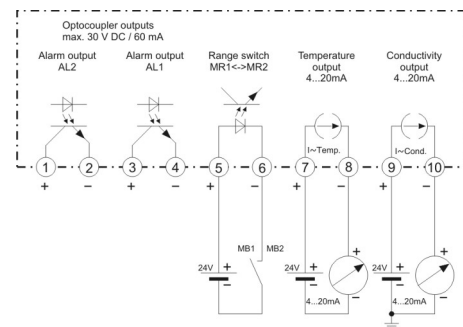 Optocoupler outputs
max. 30 V DC / 60 mA
Alarm output
AL2
Alarm output
AL1
Range switch
MR1<->MR2
Temperature
output
4...20mA
Conductivity
output
4...20mA
I~Temp.
I~Cond.
1 2 3 4 5 6 7 8 9 10
+ − + − + − + − + −
MB1 MB2
24V + −
24V + −
+ −
4...20mA
24V + −
+ −
4...20mA